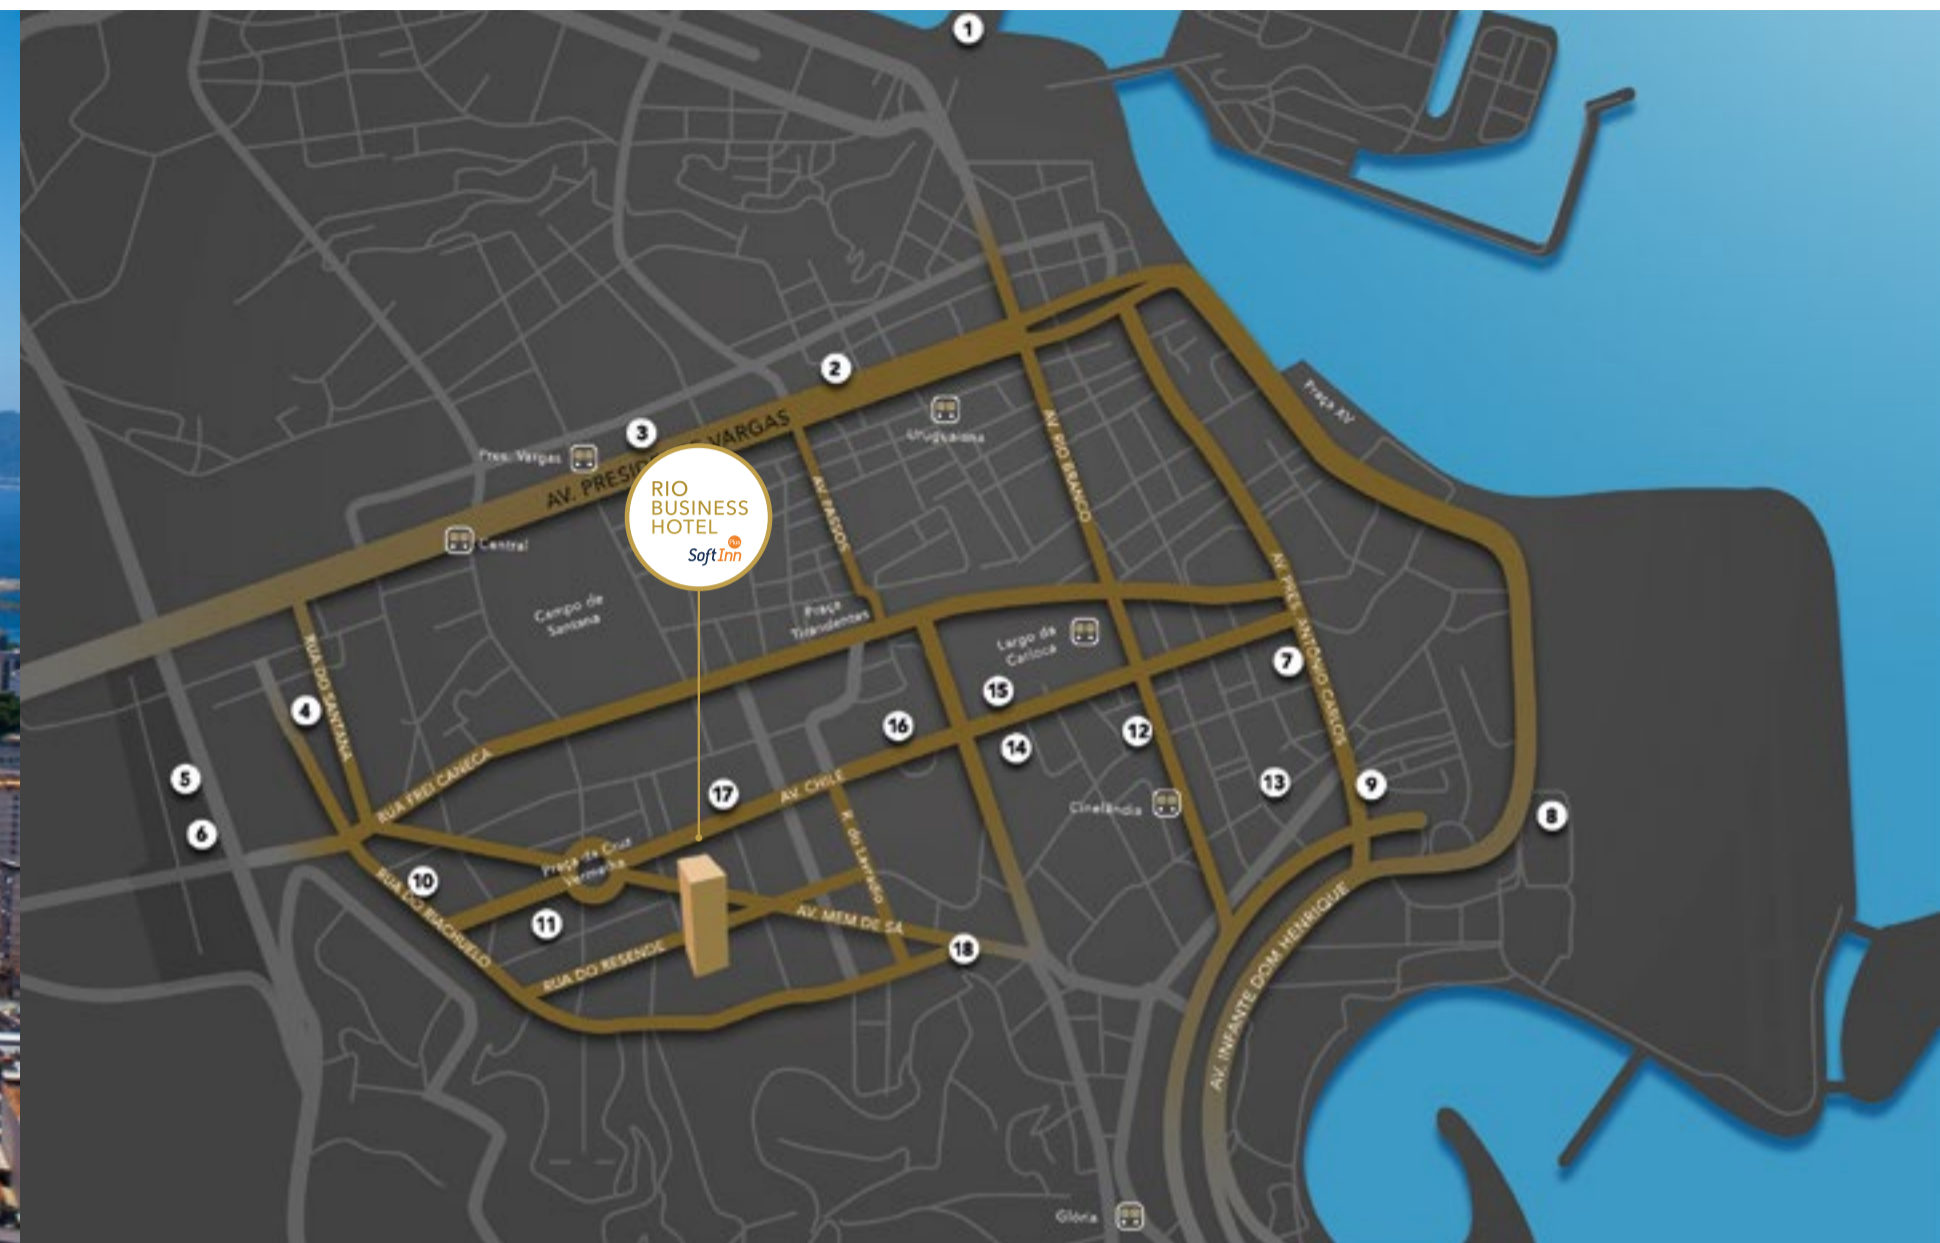 1
2
3
Pres. Vargas
Uruguaiana
Praça XV
AV. RIO BRANCO
AV. PRESIDENTE VARGAS
RIO
BUSINESS
HOTEL
SoftInn
Plus
AV. PASSOS
Central
Campo de
Santana
Praça
Tiradentes
Largo da
Carioca
AV. PRES. ANTÔNIO CARLOS
7
RUA DO SANTANA
4
15
16
12
14
5
RUA FREI CANECA
AV. CHILE
17
13
9
Cinelândia
8
6
R. do Lavradio
Praça da Cruz
Vermelha
10
RUA DO RIACHUELO
11
AV. MEM DE SÁ
18
RUA DO RESENDE
AV. INFANTE DOM HENRIQUE
Glória